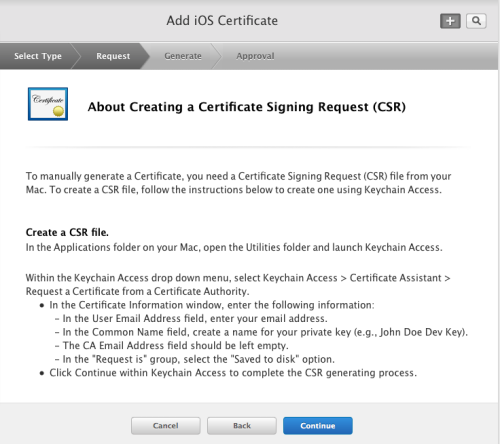 Add iOS Certificate
Select Type
Request
Generate
Approval
Certificate
About Creating a Certificate Signing Request (CSR)
To manually generate a Certificate, you need a Certificate Signing Request (CSR) file from your
Mac. To create a CSR file, follow the instructions below to create one using Keychain Access.
Create a CSR file.
In the Applications folder on your Mac, open the Utilities folder and launch Keychain Access.
Within the Keychain Access drop down menu, select Keychain Access > Certificate Assistant >
Request a Certificate from a Certificate Authority.
• In the Certificate Information window, enter the following information:
– In the User Email Address field, enter your email address.
– In the Common Name field, create a name for your private key (e.g., John Doe Dev Key).
– The CA Email Address field should be left empty.
– In the "Request is" group, select the "Saved to disk" option.
• Click Continue within Keychain Access to complete the CSR generating process.
Cancel
Back
Continue